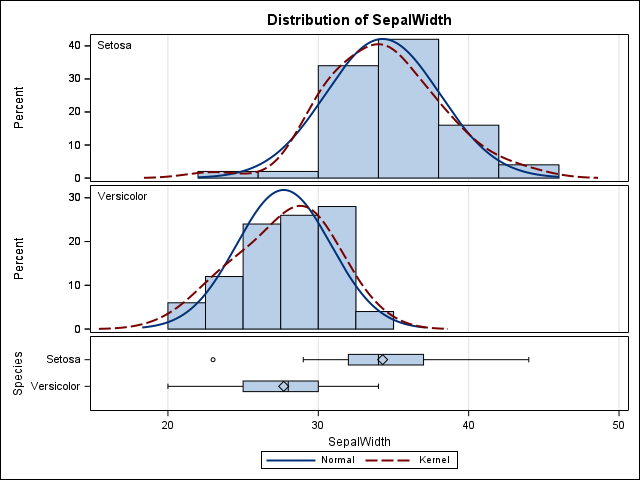 Distribution of SepalWidth
Setosa
Percent
40
30
20
10
0
Versicolor
Percent
30
20
10
0
Species
Setosa
Versicolor
20 30 40 50
SepalWidth
Normal Kernel